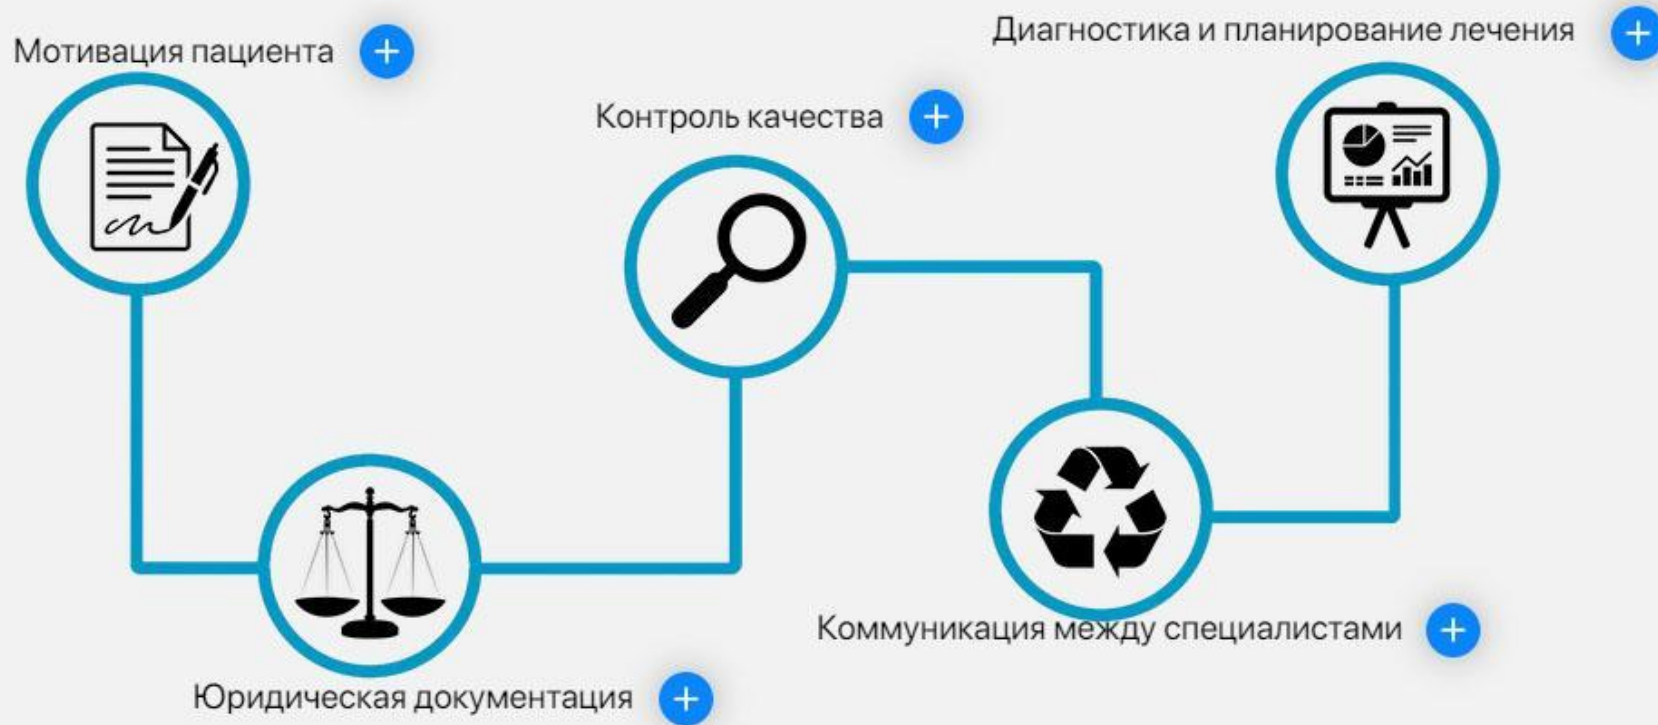 Мотивация пациента
Диагностика и планирование лечения
Контроль качества
Коммуникация между специалистами
Юридическая документация